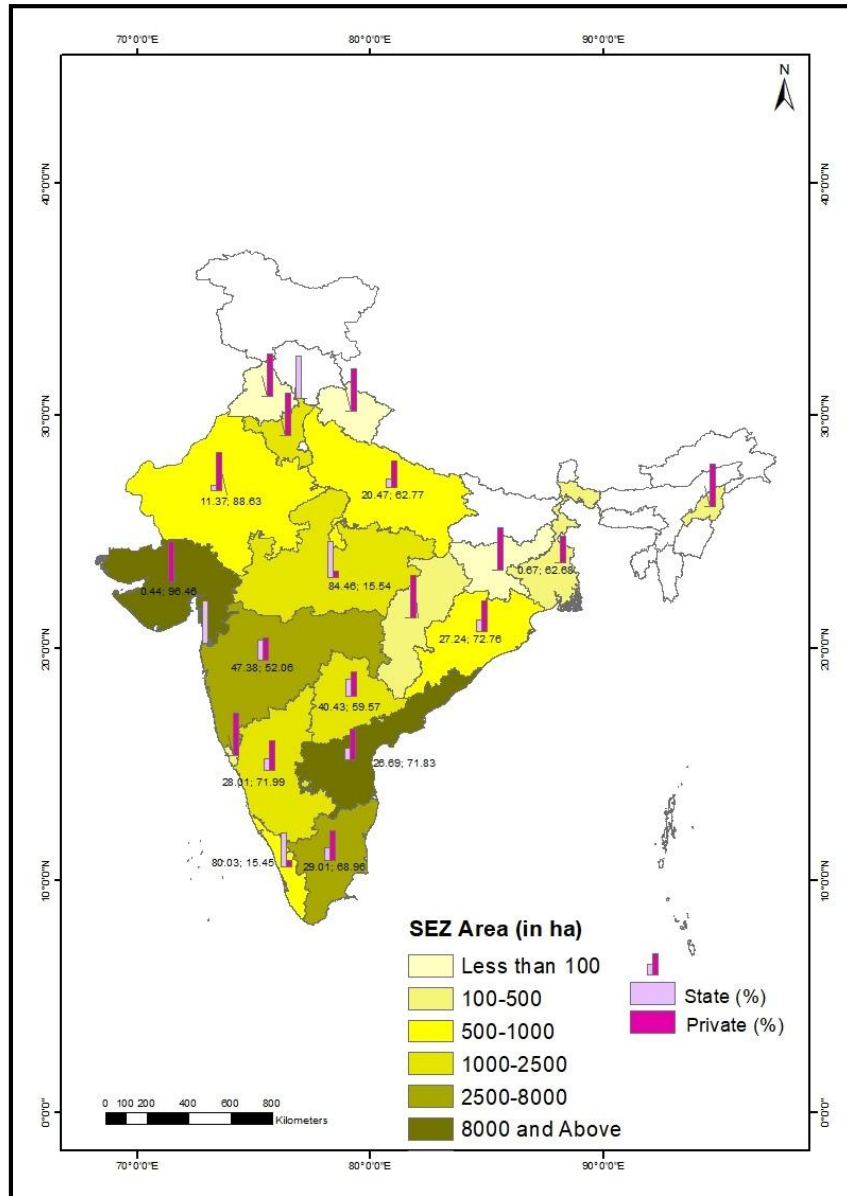 70°0'0"E 80°0'0"E 90°0'0"E
N
40°0'0"N 40°0'0"N
30°0'0"N 30°0'0"N
11.37; 88.63
20.47; 62.77
0.67; 62.68
84.46; 15.54
0.44; 96.46
27.24; 72.76
20°0'0"N 20°0'0"N
47.38; 52.06
40.43; 59.57
26.69; 71.83
28.01; 71.99
80.03; 15.45
29.01; 68.96
10°0'0"N 10°0'0"N
SEZ Area (in ha)
Less than 100
100-500
500-1000
1000-2500
2500-8000
8000 and Above
State (%)
Private (%)
0 100 200 400 600 800
Kilometers
0°0'0" 0°0'0"
70°0'0"E 80°0'0"E 90°0'0"E